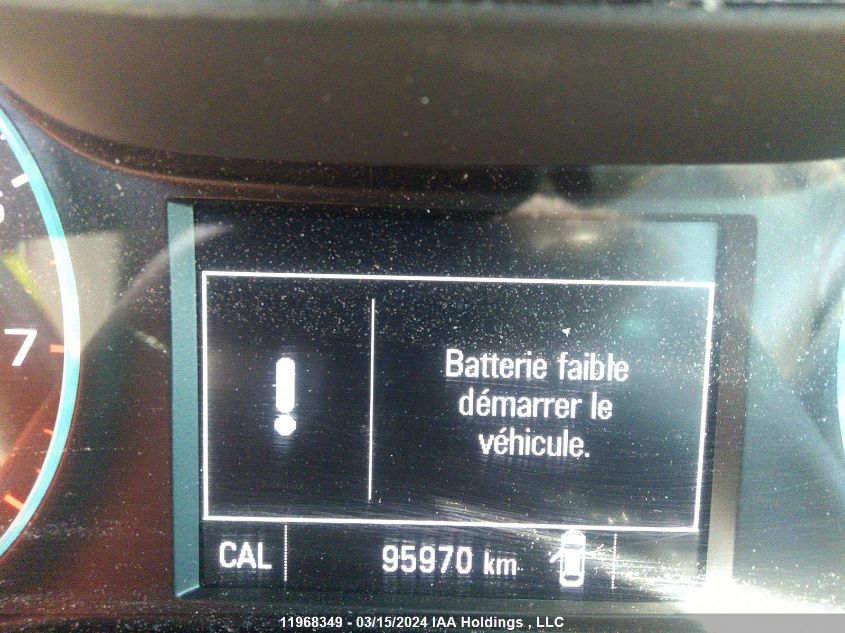 7
Batterie faible
démarrer le
véhicule.
CAL 95970 km
11968349 - 03/15/2024 IAA Holdings , LLC